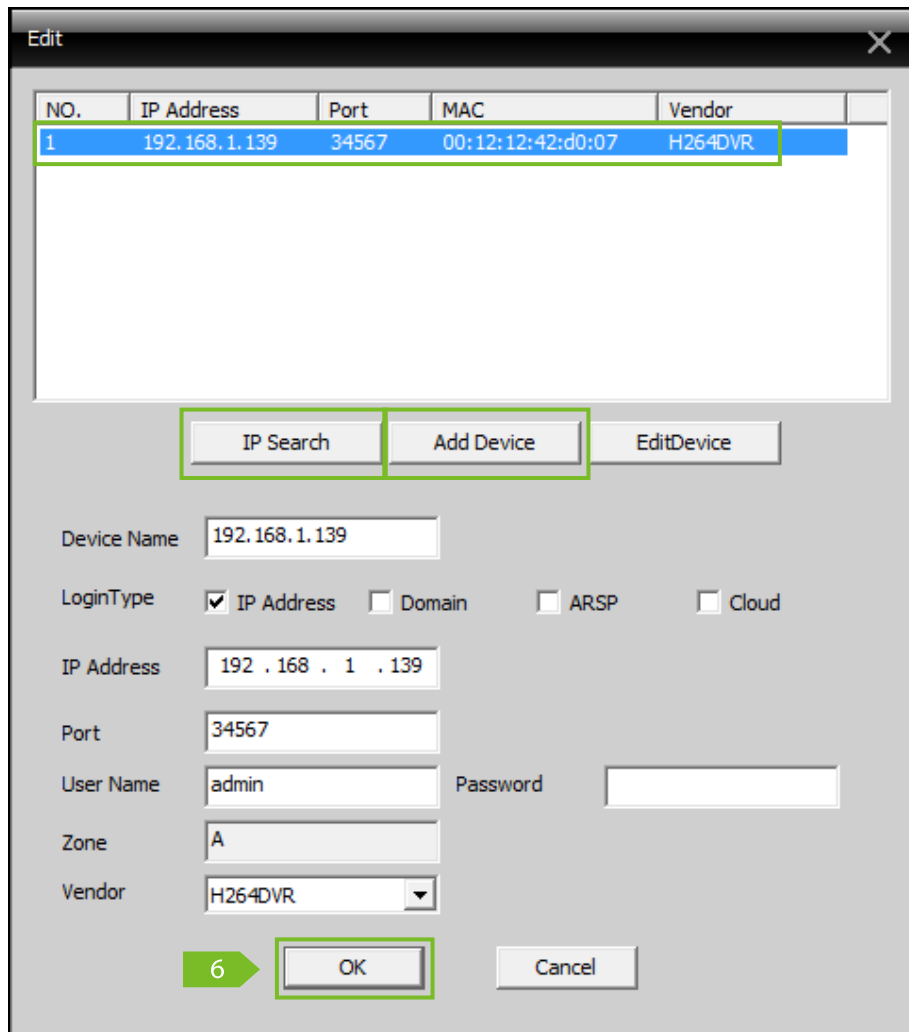 Edit
NO. IP Address Port MAC Vendor
1 192.168.1.139 34567 00:12:12:42:d0:07 H264DVR
IP Search Add Device EditDevice
Device Name 192.168.1.139
LoginType IP Address Domain ARSP Cloud
IP Address 192 . 168 . 1 . 139
Port 34567
User Name admin Password
Zone A
Vendor H264DVR
6 OK Cancel